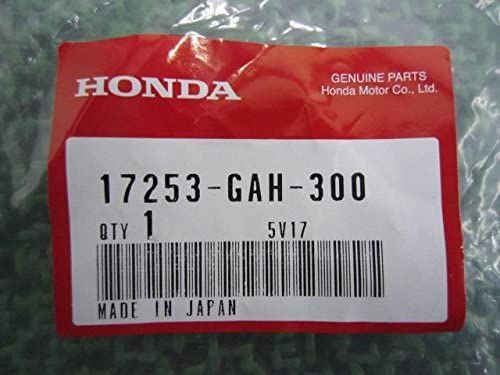 HONDA
GENUINE PARTS
Honda Motor Co., Ltd.
17253-GAH-300
QTY 1 5V17
MADE IN JAPAN